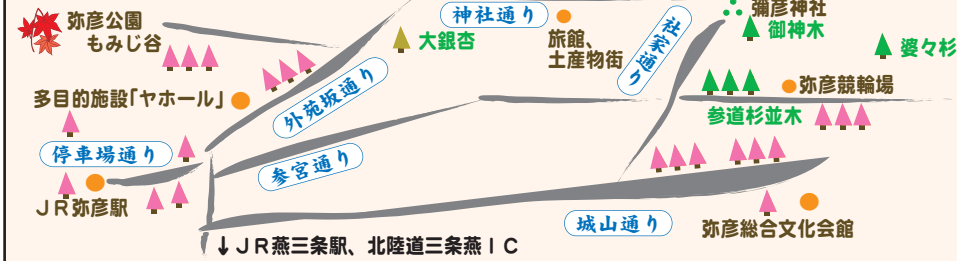 弥彦公園
もみじ谷
神社通り
大銀杏
旅館、
土産物街
社家通り
彌彦神社
御神木
婆々杉
多目的施設「ヤホール」
外苑坂通り
弥彦競輪場
参道杉並木
停車場通り
参宮通り
JR弥彦駅
城山通り
弥彦総合文化会館
↓JR燕三条駅、北陸道三条燕IC